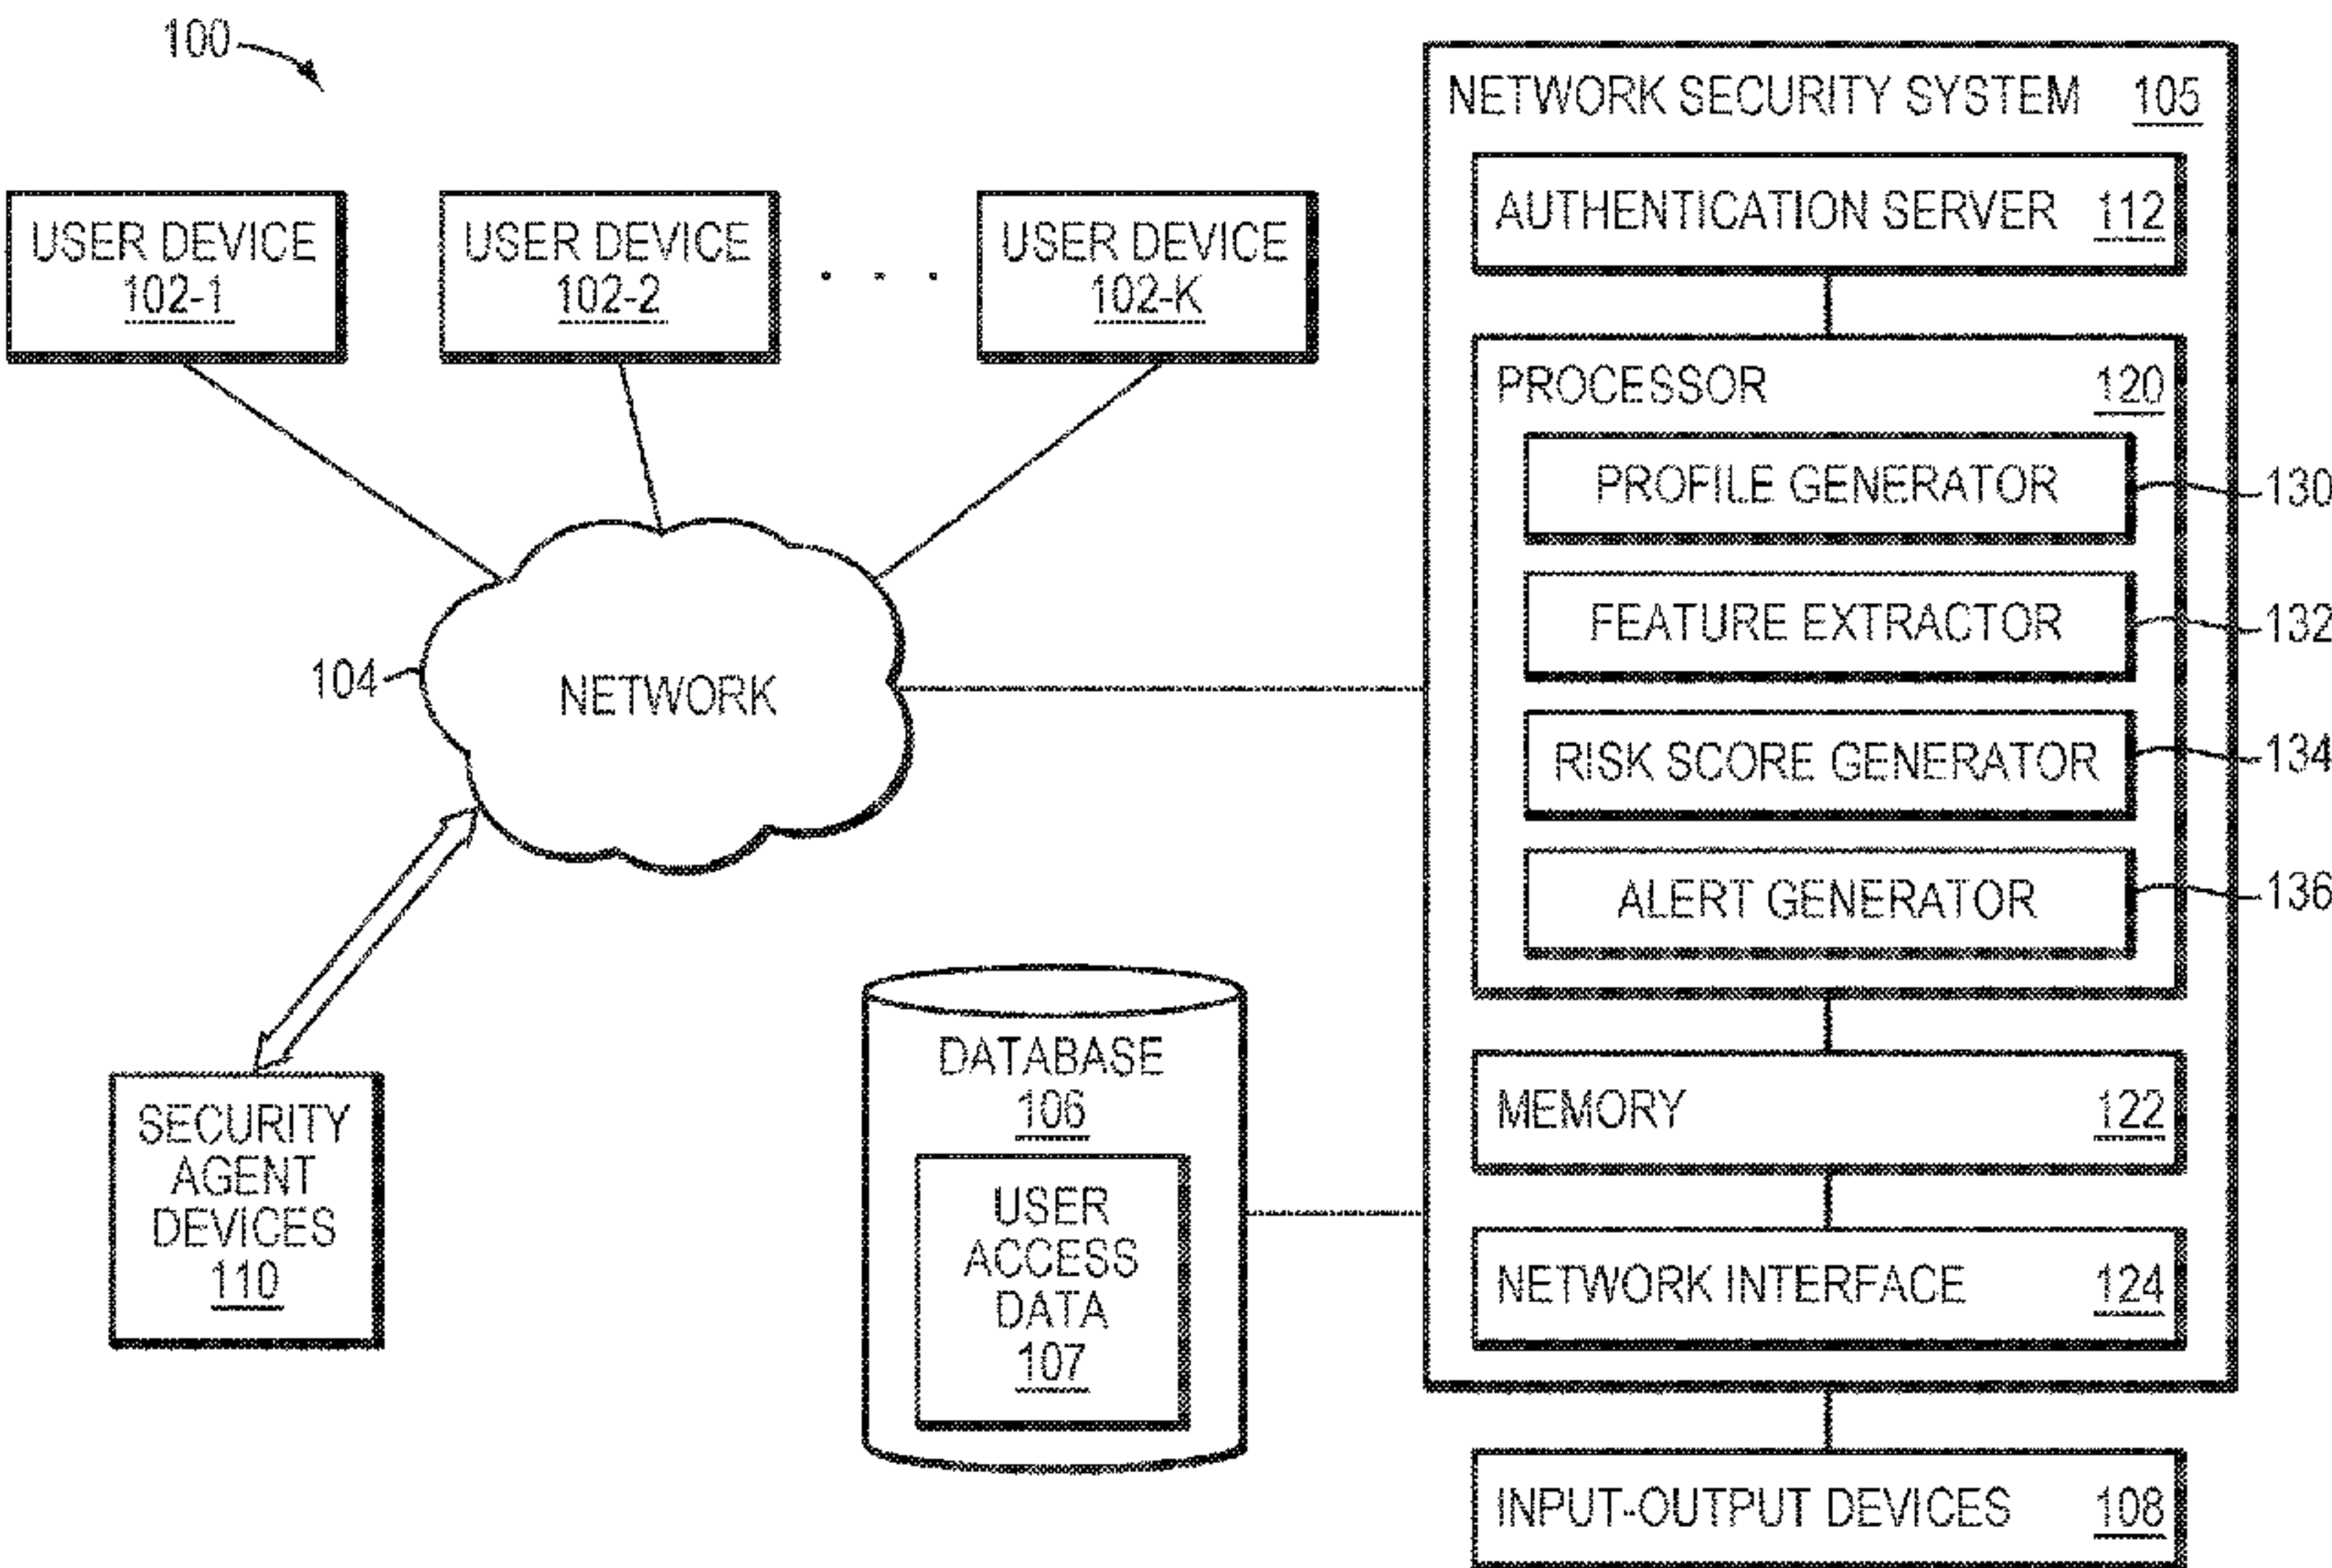 100
USER DEVICE
102-1
USER DEVICE
102-2
. . .
USER DEVICE
102-K
104
NETWORK
SECURITY
AGENT
DEVICES
110
DATABASE
106
USER
ACCESS
DATA
107
NETWORK SECURITY SYSTEM 105
AUTHENTICATION SERVER 112
PROCESSOR 120
PROFILE GENERATOR 130
FEATURE EXTRACTOR 132
RISK SCORE GENERATOR 134
ALERT GENERATOR 136
MEMORY 122
NETWORK INTERFACE 124
INPUT-OUTPUT DEVICES 108